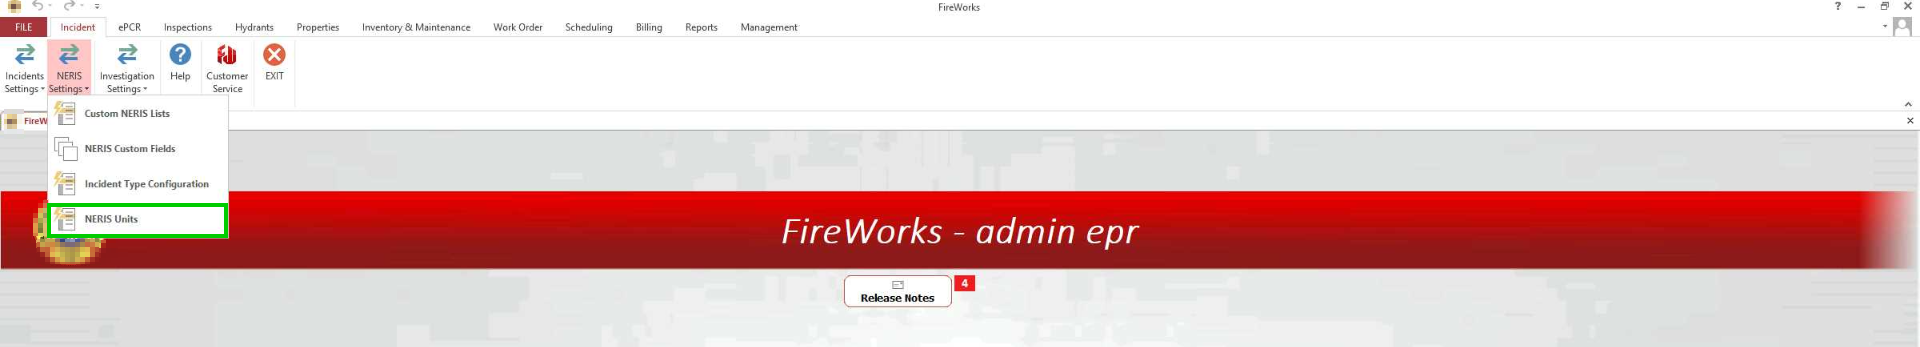 FireWorks
?
FILE Incident ePCR Inspections Hydrants Properties Inventory & Maintenance Work Order Scheduling Billing Reports Management
Incidents Settings
NERIS Settings
Investigation Settings
Help
Customer Service
EXIT
FireW
Custom NERIS Lists
NERIS Custom Fields
Incident Type Configuration
NERIS Units
FireWorks - admin epr
Release Notes
4